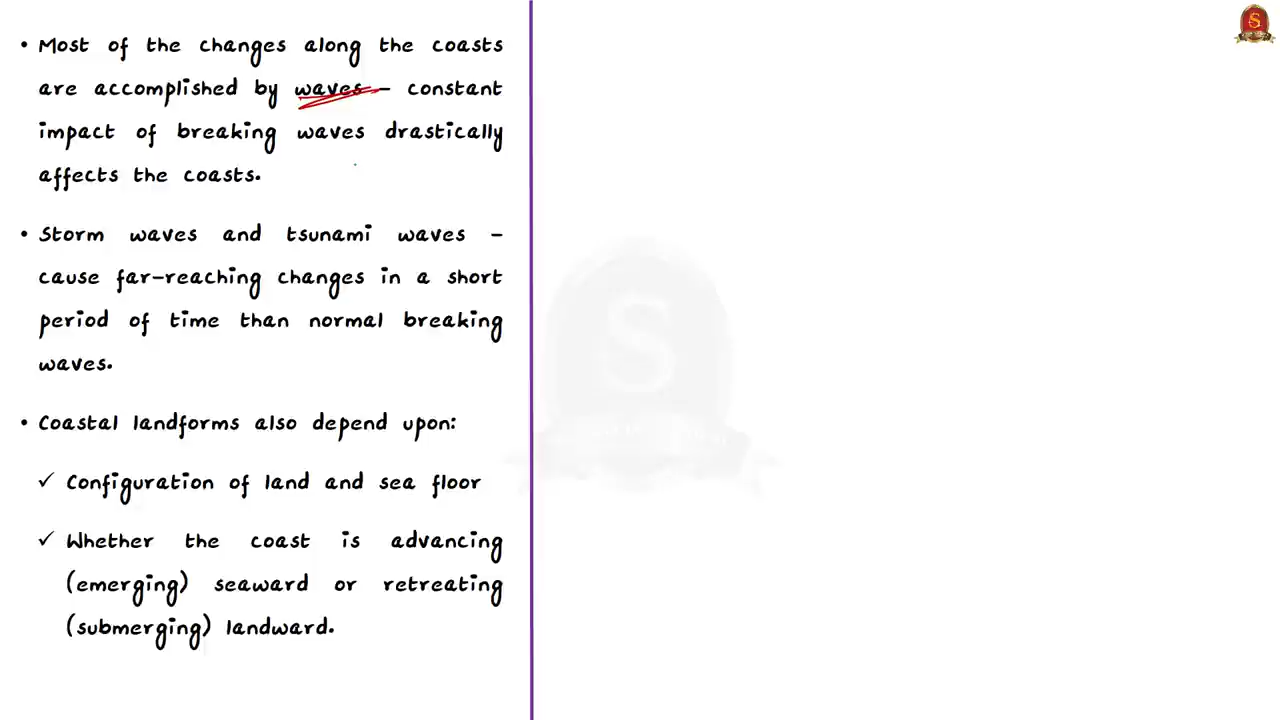 • Most of the changes along the coasts
are accomplished by waves - constant
impact of breaking waves drastically
affects the coasts.
• Storm waves and tsunami waves -
cause far-reaching changes in a short
period of time than normal breaking
waves.
• Coastal landforms also depend upon:
✓ Configuration of land and sea floor
✓ Whether the coast is advancing
(emerging) seaward or retreating
(submerging) landward.
S
S